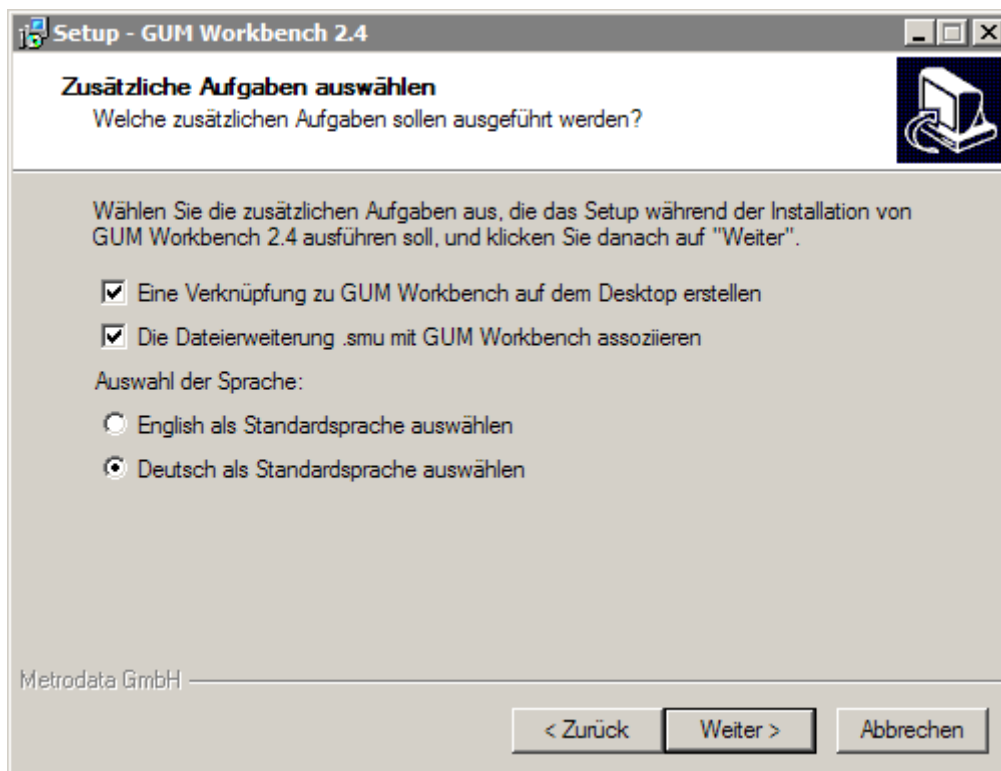 Setup - GUM Workbench 2.4
Zusätzliche Aufgaben auswählen
Welche zusätzlichen Aufgaben sollen ausgeführt werden?
Wählen Sie die zusätzlichen Aufgaben aus, die das Setup während der Installation von
GUM Workbench 2.4 ausführen soll, und klicken Sie danach auf "Weiter".
Eine Verknüpfung zu GUM Workbench auf dem Desktop erstellen
Die Dateierweiterung .smu mit GUM Workbench assoziieren
Auswahl der Sprache:
English als Standardsprache auswählen
Deutsch als Standardsprache auswählen
Metrodata GmbH
< Zurück Weiter > Abbrechen